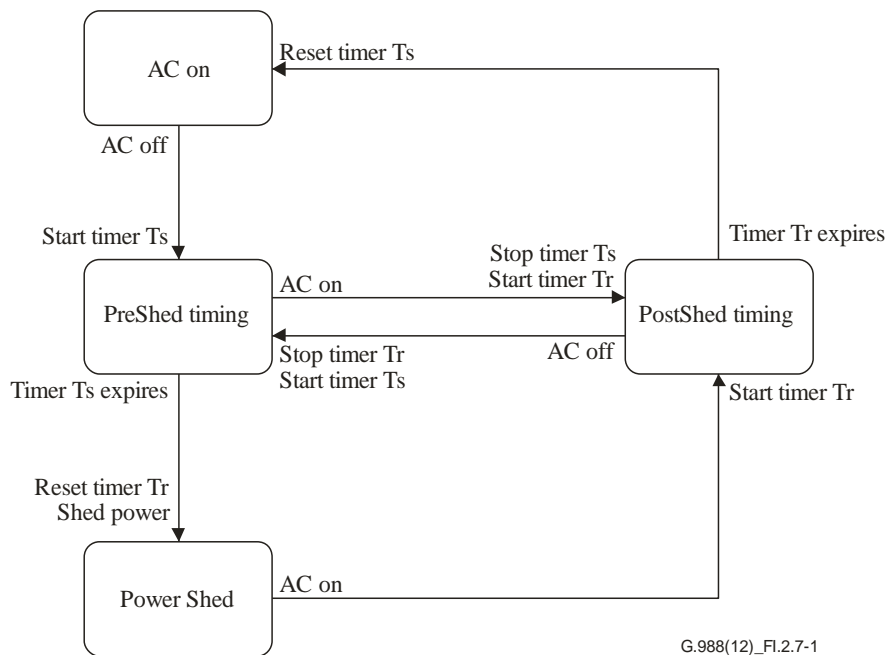 AC on
Reset timer Ts
AC off
Start timer Ts
Timer Tr expires
PreShed timing
AC on
Stop timer Ts
Start timer Tr
PostShed timing
Stop timer Tr
Start timer Ts
AC off
Timer Ts expires
Start timer Tr
Reset timer Tr
Shed power
Power Shed
AC on
G.988(12)_FI.2.7-1